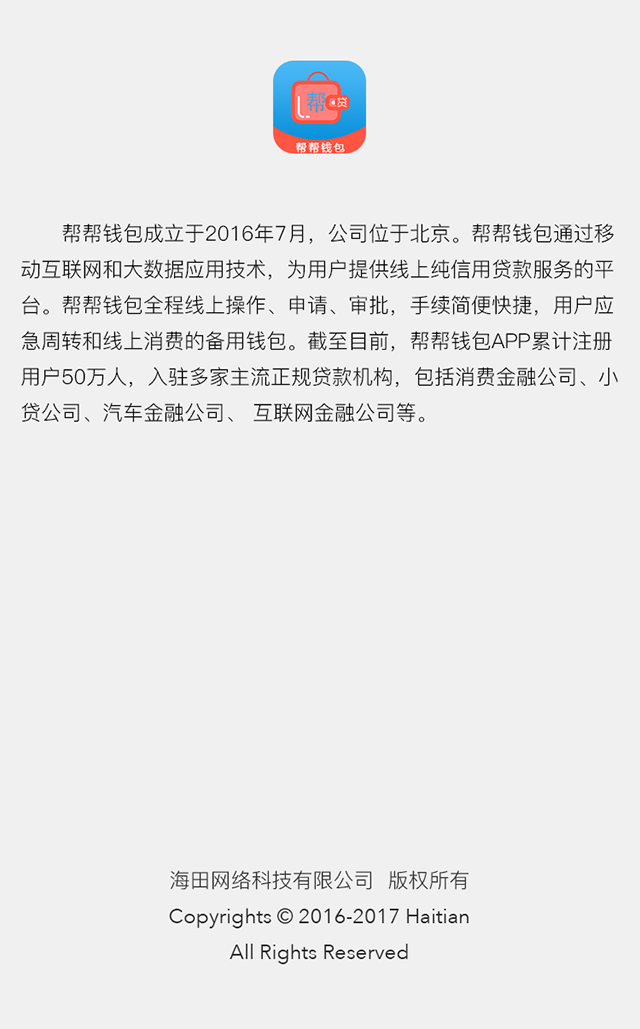 帮
贷
帮帮钱包
帮帮钱包成立于2016年7月，公司位于北京。帮帮钱包通过移
动互联网和大数据应用技术，为用户提供线上纯信用贷款服务的平
台。帮帮钱包全程线上操作、申请、审批，手续简便快捷，用户应
急周转和线上消费的备用钱包。截至目前，帮帮钱包APP累计注册
用户50万人，入驻多家主流正规贷款机构，包括消费金融公司、小
贷公司、汽车金融公司、 互联网金融公司等。
海田网络科技有限公司 版权所有
Copyrights © 2016-2017 Haitian
All Rights Reserved